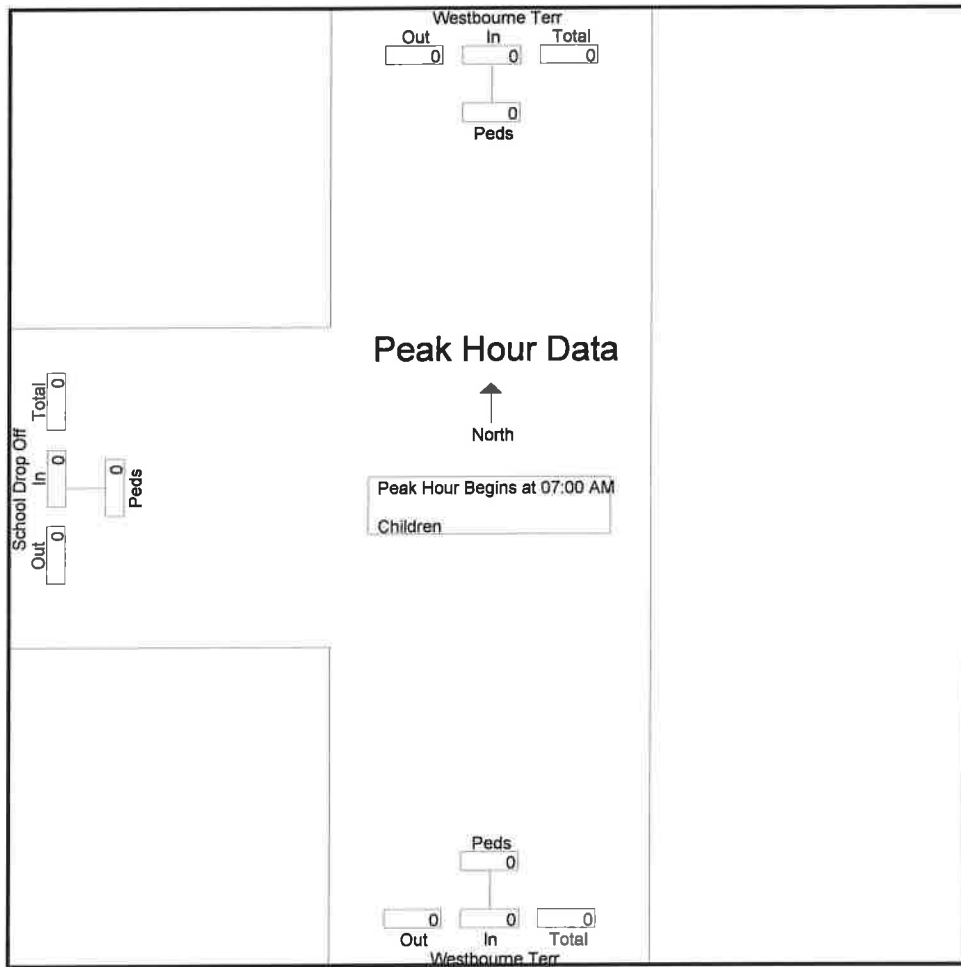 Westbourne Terr
Out In Total
0 0 0
0
Peds
Peak Hour Data
North
Peak Hour Begins at 07:00 AM
Children
School Drop Off
Out In Total
0 0 0
0
Peds
Peds
0
0 0 0
Out In Total
Westbourne Terr